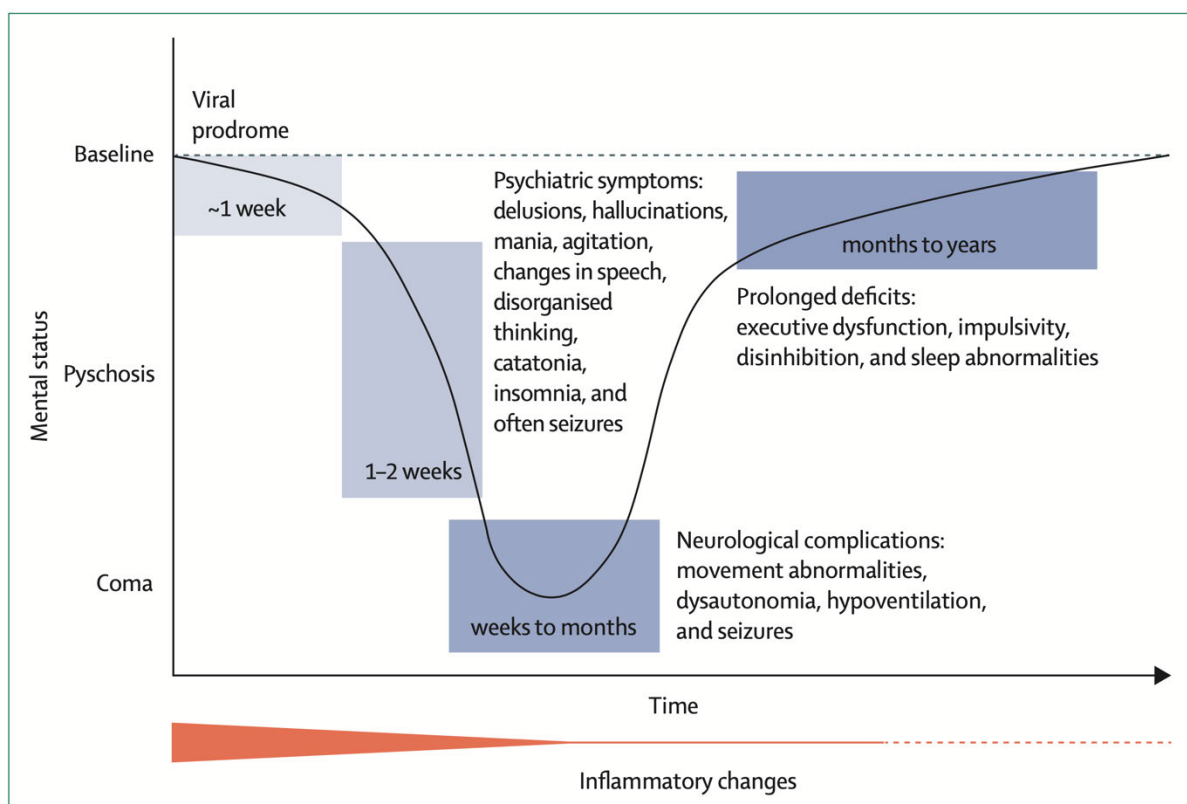 Viral
prodrome
Baseline
~1 week
Psychiatric symptoms:
delusions, hallucinations,
mania, agitation,
changes in speech,
disorganised
thinking,
catatonia,
insomnia, and
often seizures
months to years
Prolonged deficits:
executive dysfunction, impulsivity,
disinhibition, and sleep abnormalities
Mental status
Pyschosis
1–2 weeks
Neurological complications:
movement abnormalities,
dysautonomia, hypoventilation,
and seizures
Coma
weeks to months
Time
Inflammatory changes